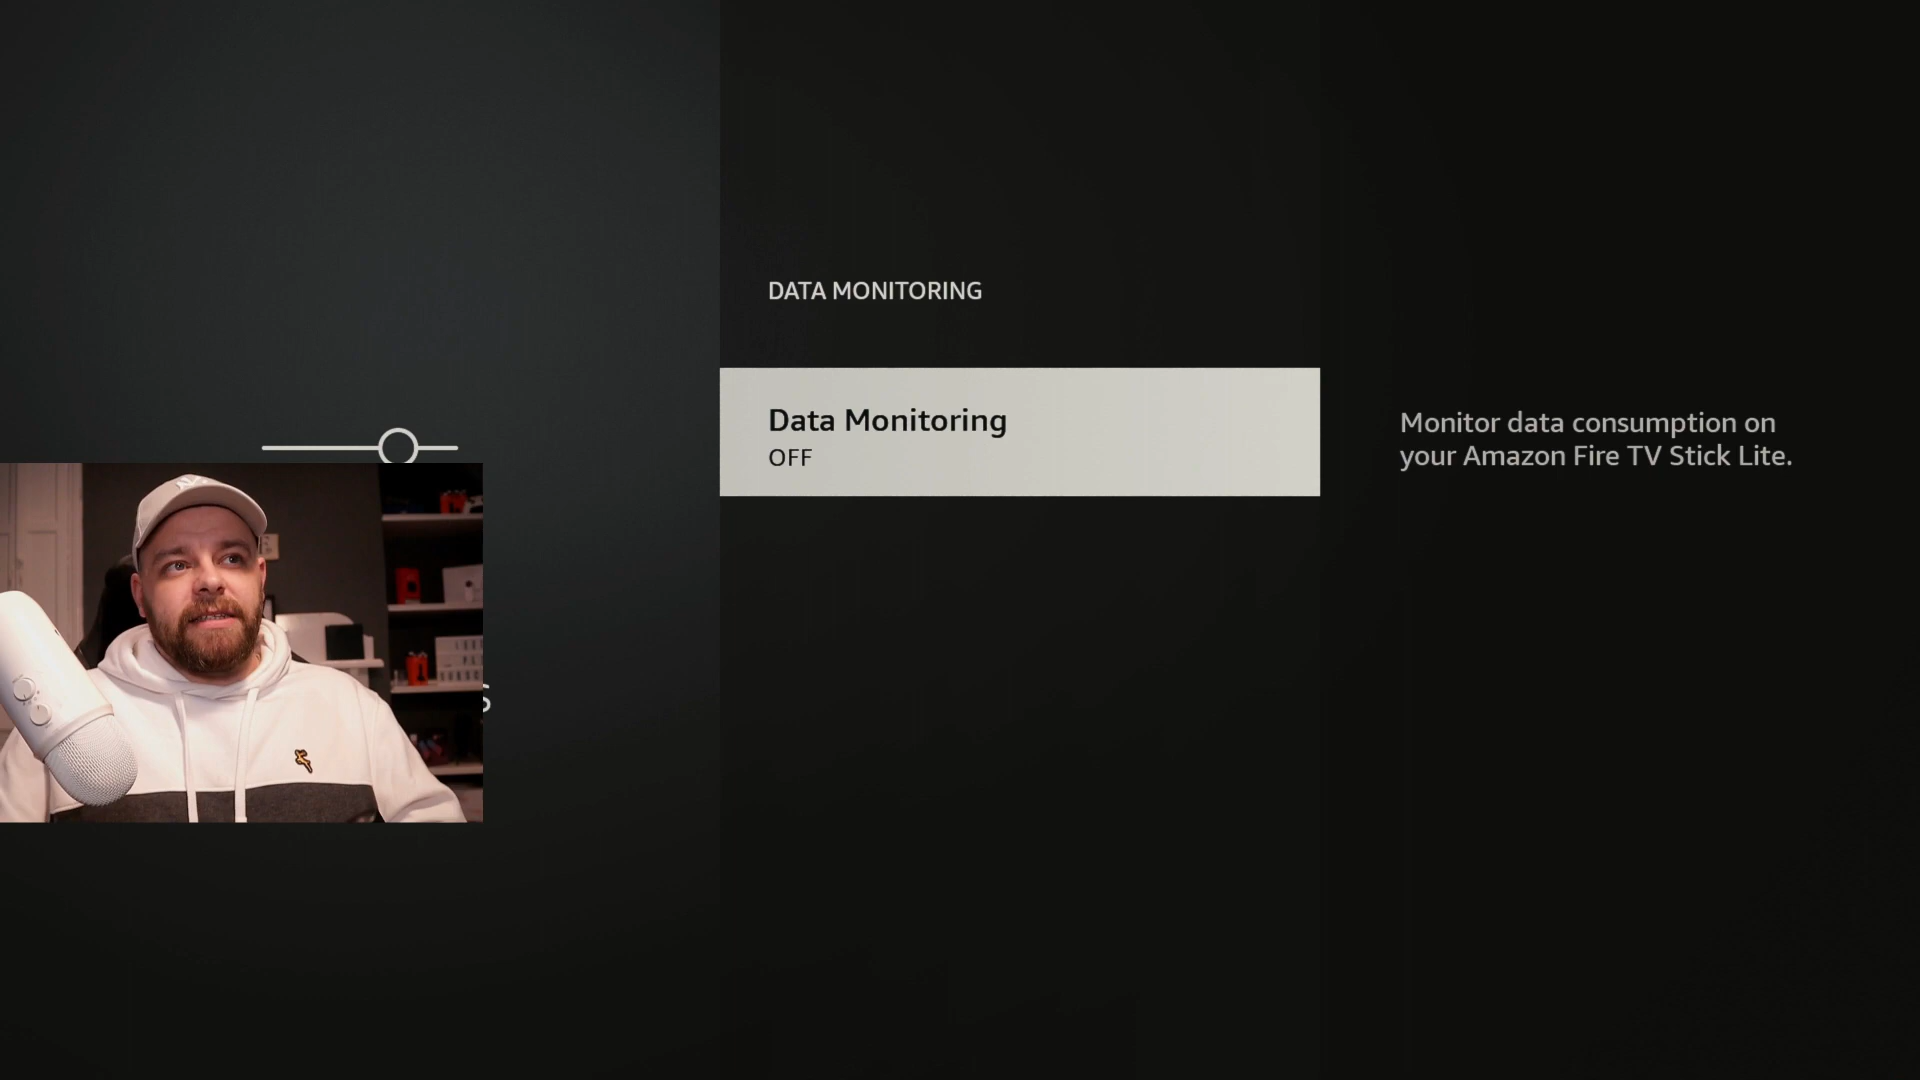 DATA MONITORING
Data Monitoring
OFF
Monitor data consumption on
your Amazon Fire TV Stick Lite.